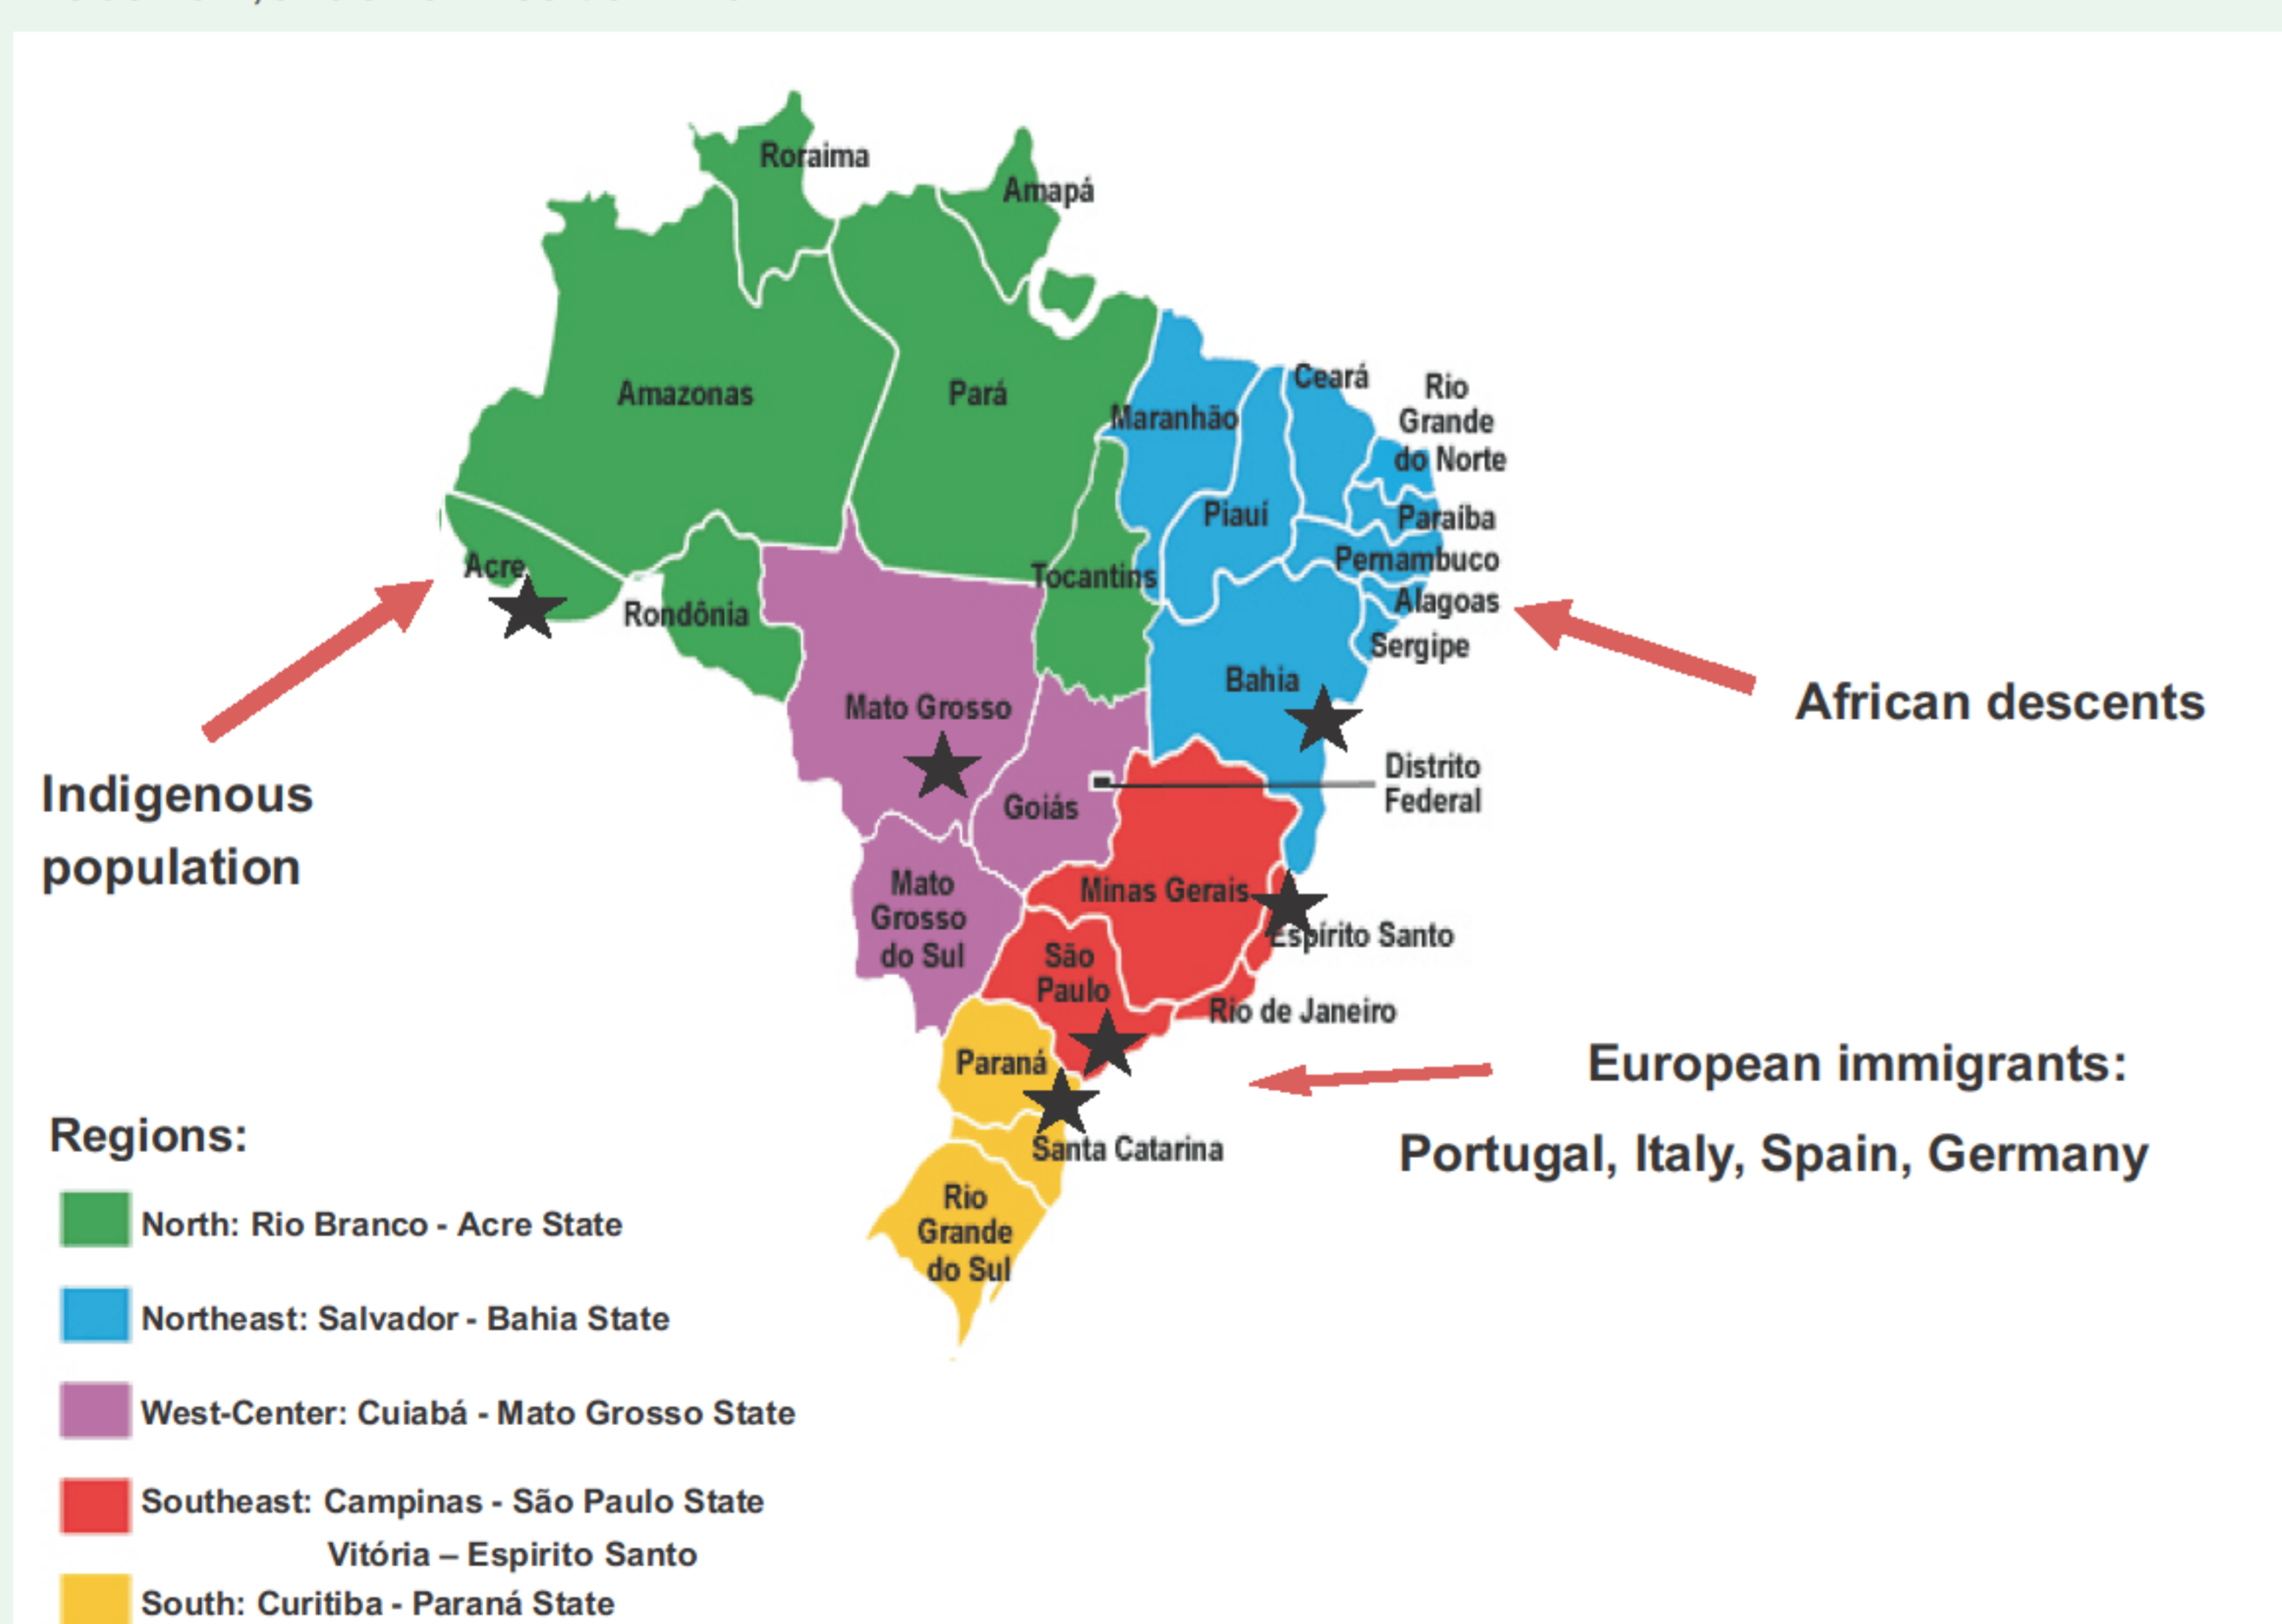 Roraima
Amapá
Amazonas
Pará
Maranhão
Ceará
Rio
Grande
do Norte
Piauí
Paraíba
Pernambuco
Acre
Tocantins
Alagoas
Rondônia
Sergipe
Bahia
African descents
Mato Grosso
Distrito
Federal
Goiás
Indigenous
population
Mato
Grosso
do Sul
Minas Gerais
Espírito Santo
São
Paulo
Rio de Janeiro
Paraná
European immigrants:
Portugal, Italy, Spain, Germany
Santa Catarina
Rio
Grande
do Sul
Regions:
North: Rio Branco - Acre State
Northeast: Salvador - Bahia State
West-Center: Cuiabá - Mato Grosso State
Southeast: Campinas - São Paulo State
Vitória – Espirito Santo
South: Curitiba - Paraná State